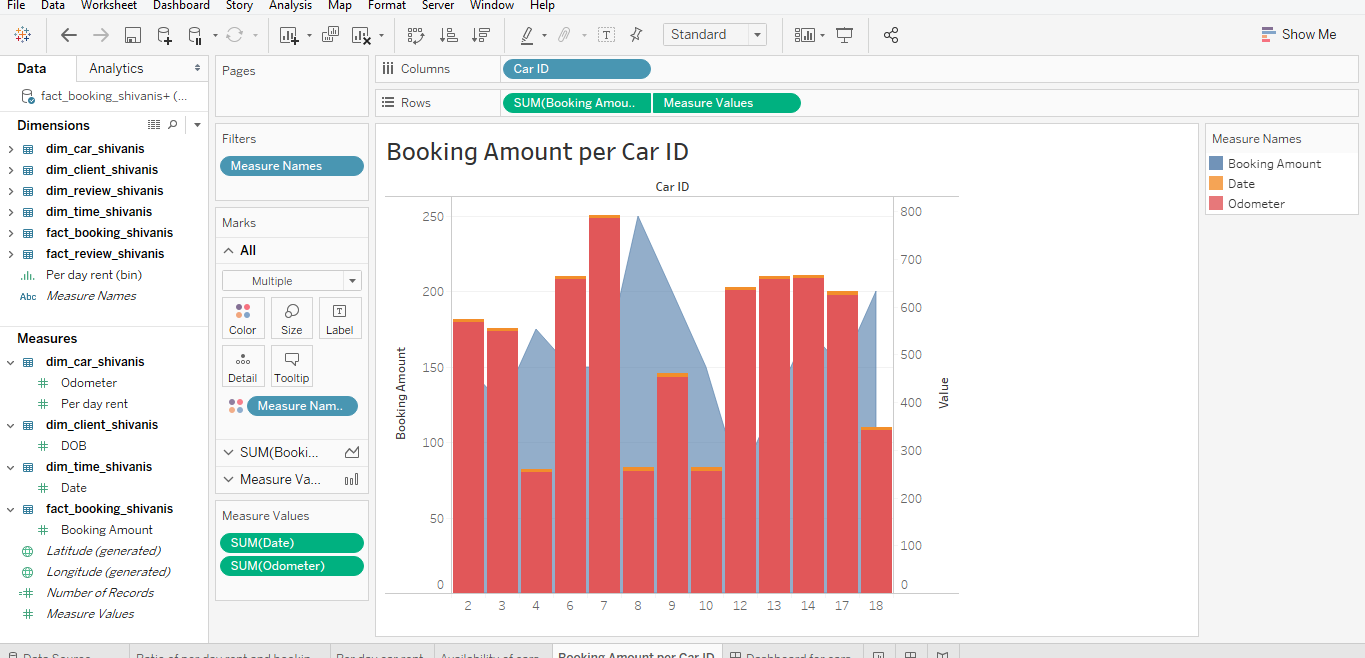 File Data Worksheet Dashboard Story Analysis Map Format Server Window Help
Standard
Show Me
Data Analytics
fact_booking_shivanis+ (...
Dimensions
dim_car_shivanis
dim_client_shivanis
dim_review_shivanis
dim_time_shivanis
fact_booking_shivanis
fact_review_shivanis
Per day rent (bin)
Abc Measure Names
Measures
dim_car_shivanis
Odometer
Per day rent
dim_client_shivanis
DOB
dim_time_shivanis
Date
fact_booking_shivanis
Booking Amount
Latitude (generated)
Longitude (generated)
Number of Records
Measure Values
Pages
Filters
Measure Names
Marks
All
Multiple
Color Size Label
Detail Tooltip
Measure Nam..
SUM(Booki...
Measure Va...
Measure Values
SUM(Date)
SUM(Odometer)
Columns Car ID
Rows SUM(Booking Amou.. Measure Values
Booking Amount per Car ID
Car ID
Booking Amount
250
200
150
100
50
0
800
700
600
500
400
300
200
100
0
Value
2 3 4 6 7 8 9 10 12 13 14 17 18
Measure Names
Booking Amount
Date
Odometer
Data Source
Per day car rent
Availability of cars
Booking Amount per Car ID
Dashboard for cars